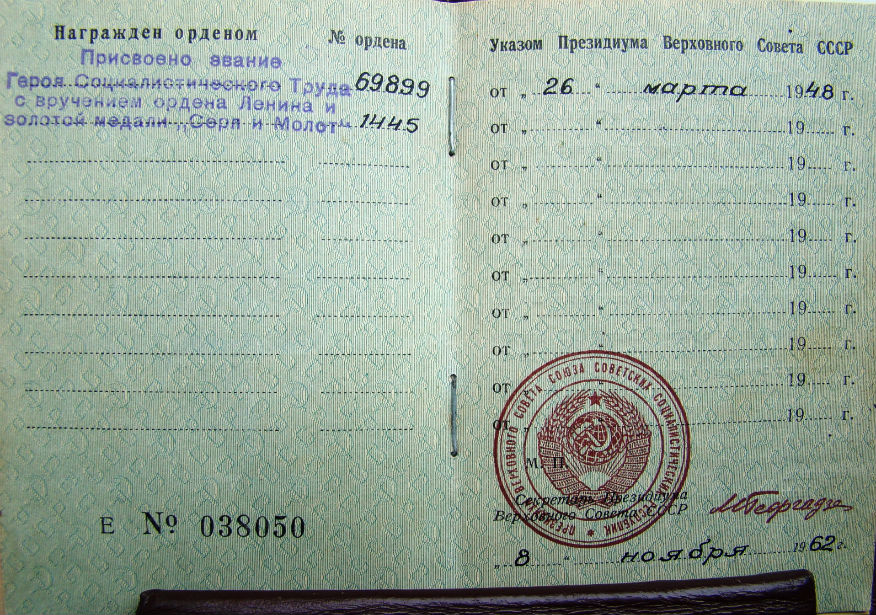 Награжден орденом
№ ордена
Присвоено звание
Героя Социалистического Труда 69899
с вручением ордена Ленина и
золотой медали „Серп и Молот“ 1445
Е № 038050
Указом Президиума Верховного Совета СССР
от „ 26 “ марта 1948 г.
от „ “ 19 г.
от „ “ 19 г.
от „ “ 19 г.
от „ “ 19 г.
от „ “ 19 г.
от „ “ 19 г.
от „ “ 19 г.
от „ “ 19 г.
от „ “ 19 г.
ПРЕЗИДИУМ ВЕРХОВНОГО СОВЕТА СОЮЗА СОВЕТСКИХ СОЦИАЛИСТИЧЕСКИХ РЕСПУБЛИК
М. П.
Секретарь Президиума
Верховного Совета СССР
„ 8 “ ноября 1962 г.